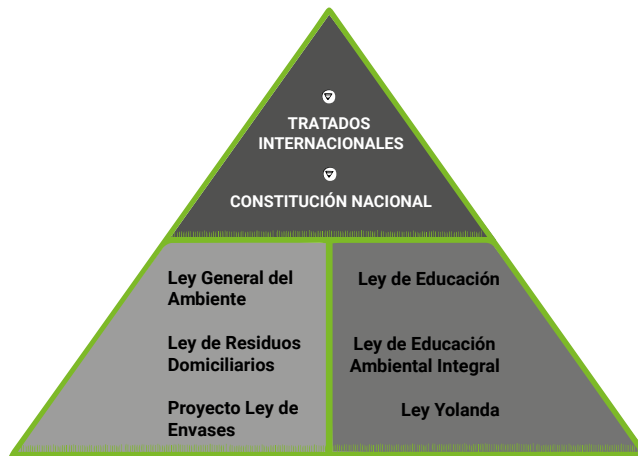 TRATADOS
INTERNACIONALES
CONSTITUCIÓN NACIONAL
Ley General del
Ambiente
Ley de Residuos
Domiciliarios
Proyecto Ley de
Envases
Ley de Educación
Ley de Educación
Ambiental Integral
Ley Yolanda